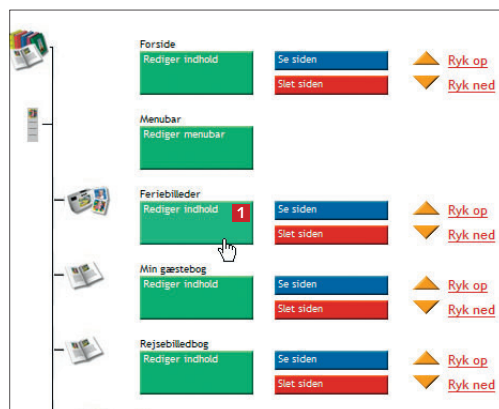 Forside
Rediger indhold
Se siden
Ryk op
Slet siden
Ryk ned
Menubar
Rediger menubar
Feriebilleder
Rediger indhold 1
Se siden
Ryk op
Slet siden
Ryk ned
Min gæstebog
Rediger indhold
Se siden
Ryk op
Slet siden
Ryk ned
Rejsebilledbog
Rediger indhold
Se siden
Ryk op
Slet siden
Ryk ned